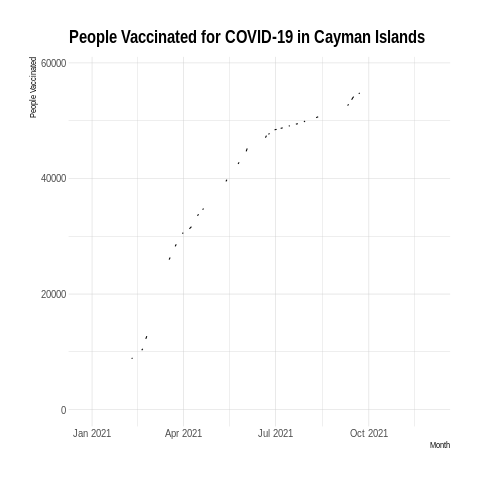 People Vaccinated for COVID-19 in Cayman Islands
People Vaccinated
60000
40000
20000
0
Jan 2021 Apr 2021 Jul 2021 Oct 2021
Month